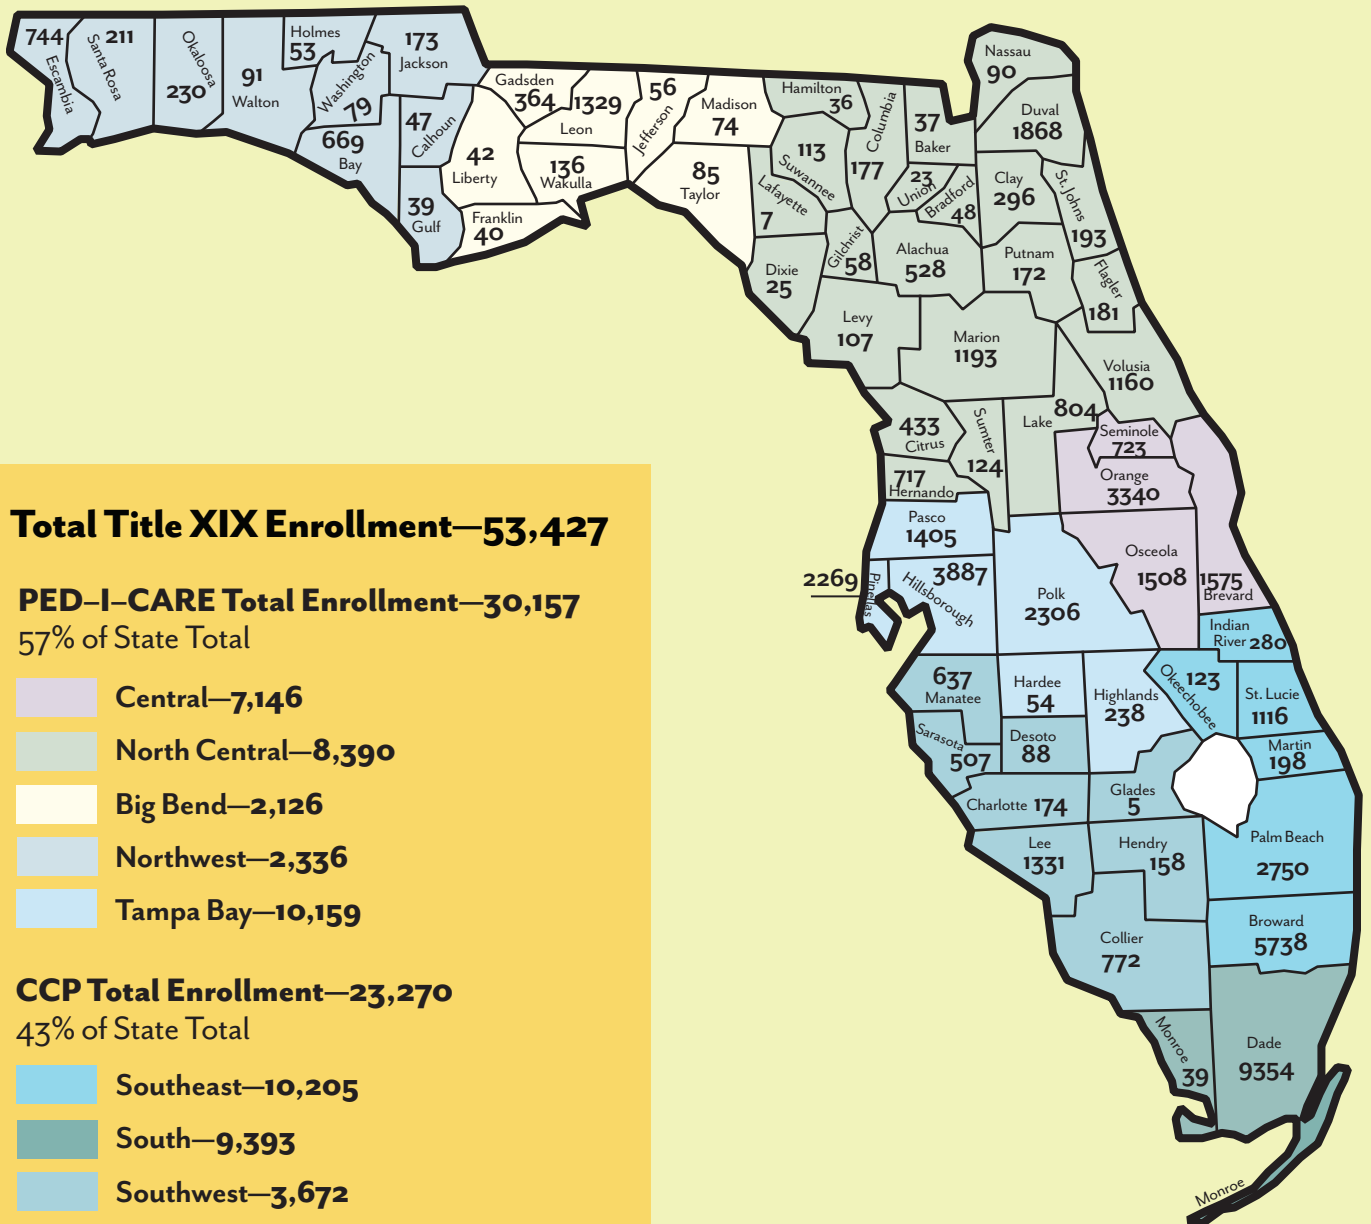 744
Escambia
211
Santa Rosa
Okaloosa
230
91
Walton
Holmes
53
Washington
79
173
Jackson
669
Bay
47
Calhoun
39
Gulf
Gadsden
364
1329
Leon
42
Liberty
136
Wakulla
Franklin
40
56
Jefferson
Madison
74
85
Taylor
Hamilton
36
113
Suwannee
Lafayette
7
Columbia
177
37
Baker
Nassau
90
Duval
1868
23
Union
Bradford
48
Clay
296
St. Johns
193
Dixie
25
Gilchrist
58
Alachua
528
Putnam
172
Flagler
181
Levy
107
Marion
1193
Volusia
1160
433
Citrus
Sumter
124
Lake
804
Seminole
723
717
Hernando
Orange
3340
Pasco
1405
Osceola
1508
1575
Brevard
2269
Pinellas
3887
Hillsborough
Polk
2306
Indian
River 280
637
Manatee
Hardee
54
Highlands
238
123
Okeechobee
St. Lucie
1116
Sarasota
507
Desoto
88
Martin
198
Charlotte 174
Glades
5
Lee
1331
Hendry
158
Palm Beach
2750
Collier
772
Broward
5738
Monroe
39
Dade
9354
Monroe
Total Title XIX Enrollment—53,427
PED–I–CARE Total Enrollment—30,157
57% of State Total
Central—7,146
North Central—8,390
Big Bend—2,126
Northwest—2,336
Tampa Bay—10,159
CCP Total Enrollment—23,270
43% of State Total
Southeast—10,205
South—9,393
Southwest—3,672